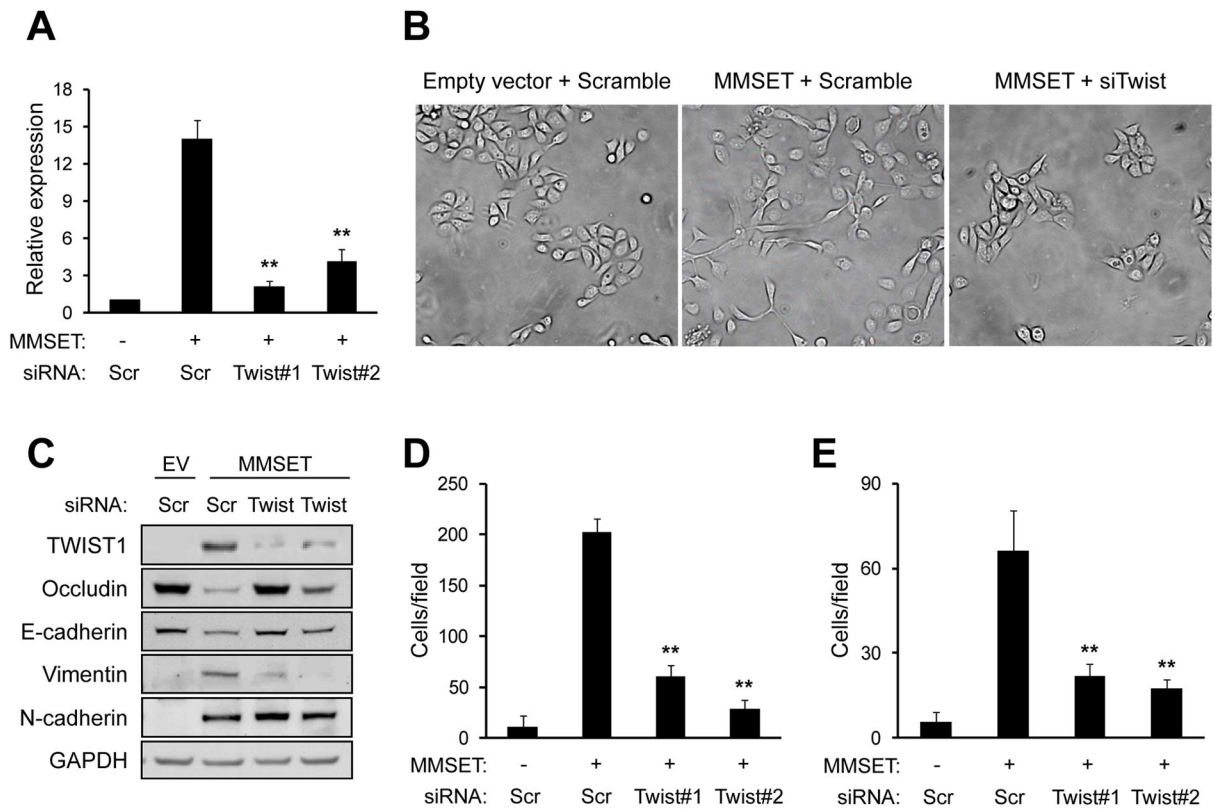 A
Relative expression
18
15
12
9
6
3
0
**
**
MMSET: - + + +
siRNA: Scr Scr Twist#1 Twist#2
B
Empty vector + Scramble MMSET + Scramble MMSET + siTwist
C
EV MMSET
siRNA: Scr Scr Twist Twist
TWIST1
Occludin
E-cadherin
Vimentin
N-cadherin
GAPDH
D
Cells/field
250
200
150
100
50
0
**
**
MMSET: - + + +
siRNA: Scr Scr Twist#1 Twist#2
E
Cells/field
90
60
30
0
**
**
MMSET: - + + +
siRNA: Scr Scr Twist#1 Twist#2